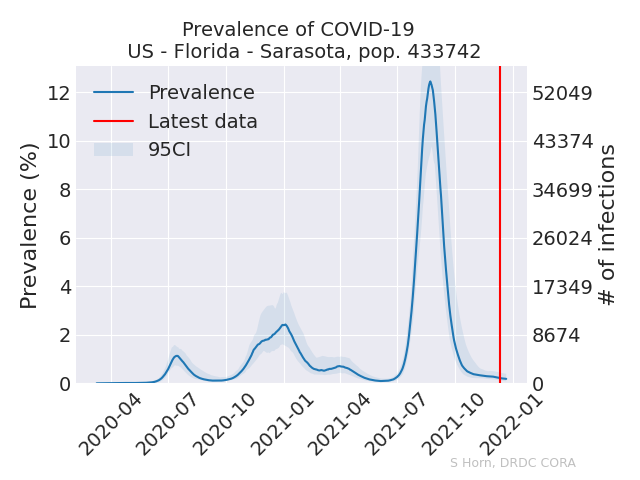 Prevalence of COVID-19
US - Florida - Sarasota, pop. 433742
Prevalence
Latest data
95CI
Prevalence (%)
12
10
8
6
4
2
0
52049
43374
34699
26024
17349
8674
0
# of infections
2020-04
2020-07
2020-10
2021-01
2021-04
2021-07
2021-10
2022-01
S Horn, DRDC CORA